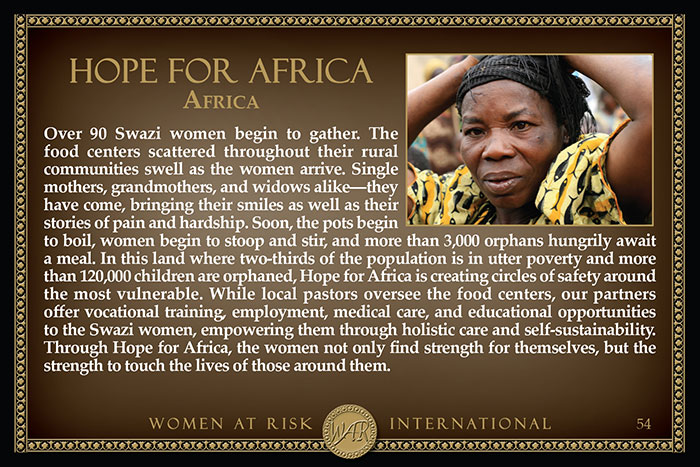 HOPE FOR AFRICA
AFRICA
Over 90 Swazi women begin to gather. The
food centers scattered throughout their rural
communities swell as the women arrive. Single
mothers, grandmothers, and widows alike—they
have come, bringing their smiles as well as their
stories of pain and hardship. Soon, the pots begin
to boil, women begin to stoop and stir, and more than 3,000 orphans hungrily await
a meal. In this land where two-thirds of the population is in utter poverty and more
than 120,000 children are orphaned, Hope for Africa is creating circles of safety around
the most vulnerable. While local pastors oversee the food centers, our partners
offer vocational training, employment, medical care, and educational opportunities
to the Swazi women, empowering them through holistic care and self-sustainability.
Through Hope for Africa, the women not only find strength for themselves, but the
strength to touch the lives of those around them.
WOMEN AT RISK WAR INTERNATIONAL 54